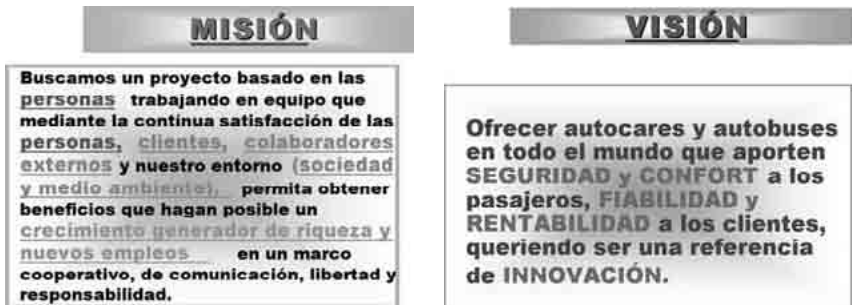 MISIÓN
Buscamos un proyecto basado en las
personas trabajando en equipo que
mediante la contínua satisfacción de las
personas, clientes, colaboradores
externos y nuestro entorno (sociedad
y medio ambiente), permita obtener
beneficios que hagan posible un
crecimiento generador de riqueza y
nuevos empleos en un marco
cooperativo, de comunicación, libertad y
responsabilidad.
VISIÓN
Ofrecer autocares y autobuses
en todo el mundo que aporten
SEGURIDAD y CONFORT a los
pasajeros, FIABILIDAD y
RENTABILIDAD a los clientes,
queriendo ser una referencia
de INNOVACIÓN.